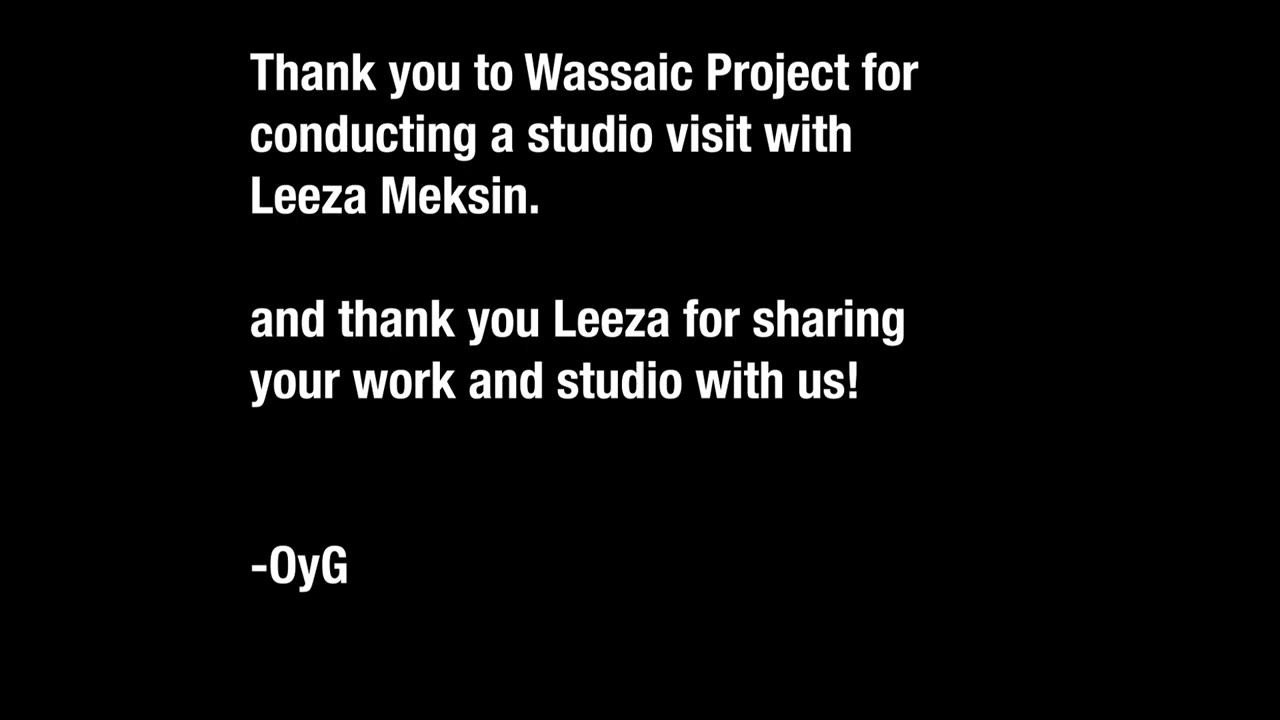 Thank you to Wassaic Project for
conducting a studio visit with
Leeza Meksin.
and thank you Leeza for sharing
your work and studio with us!
-OyG